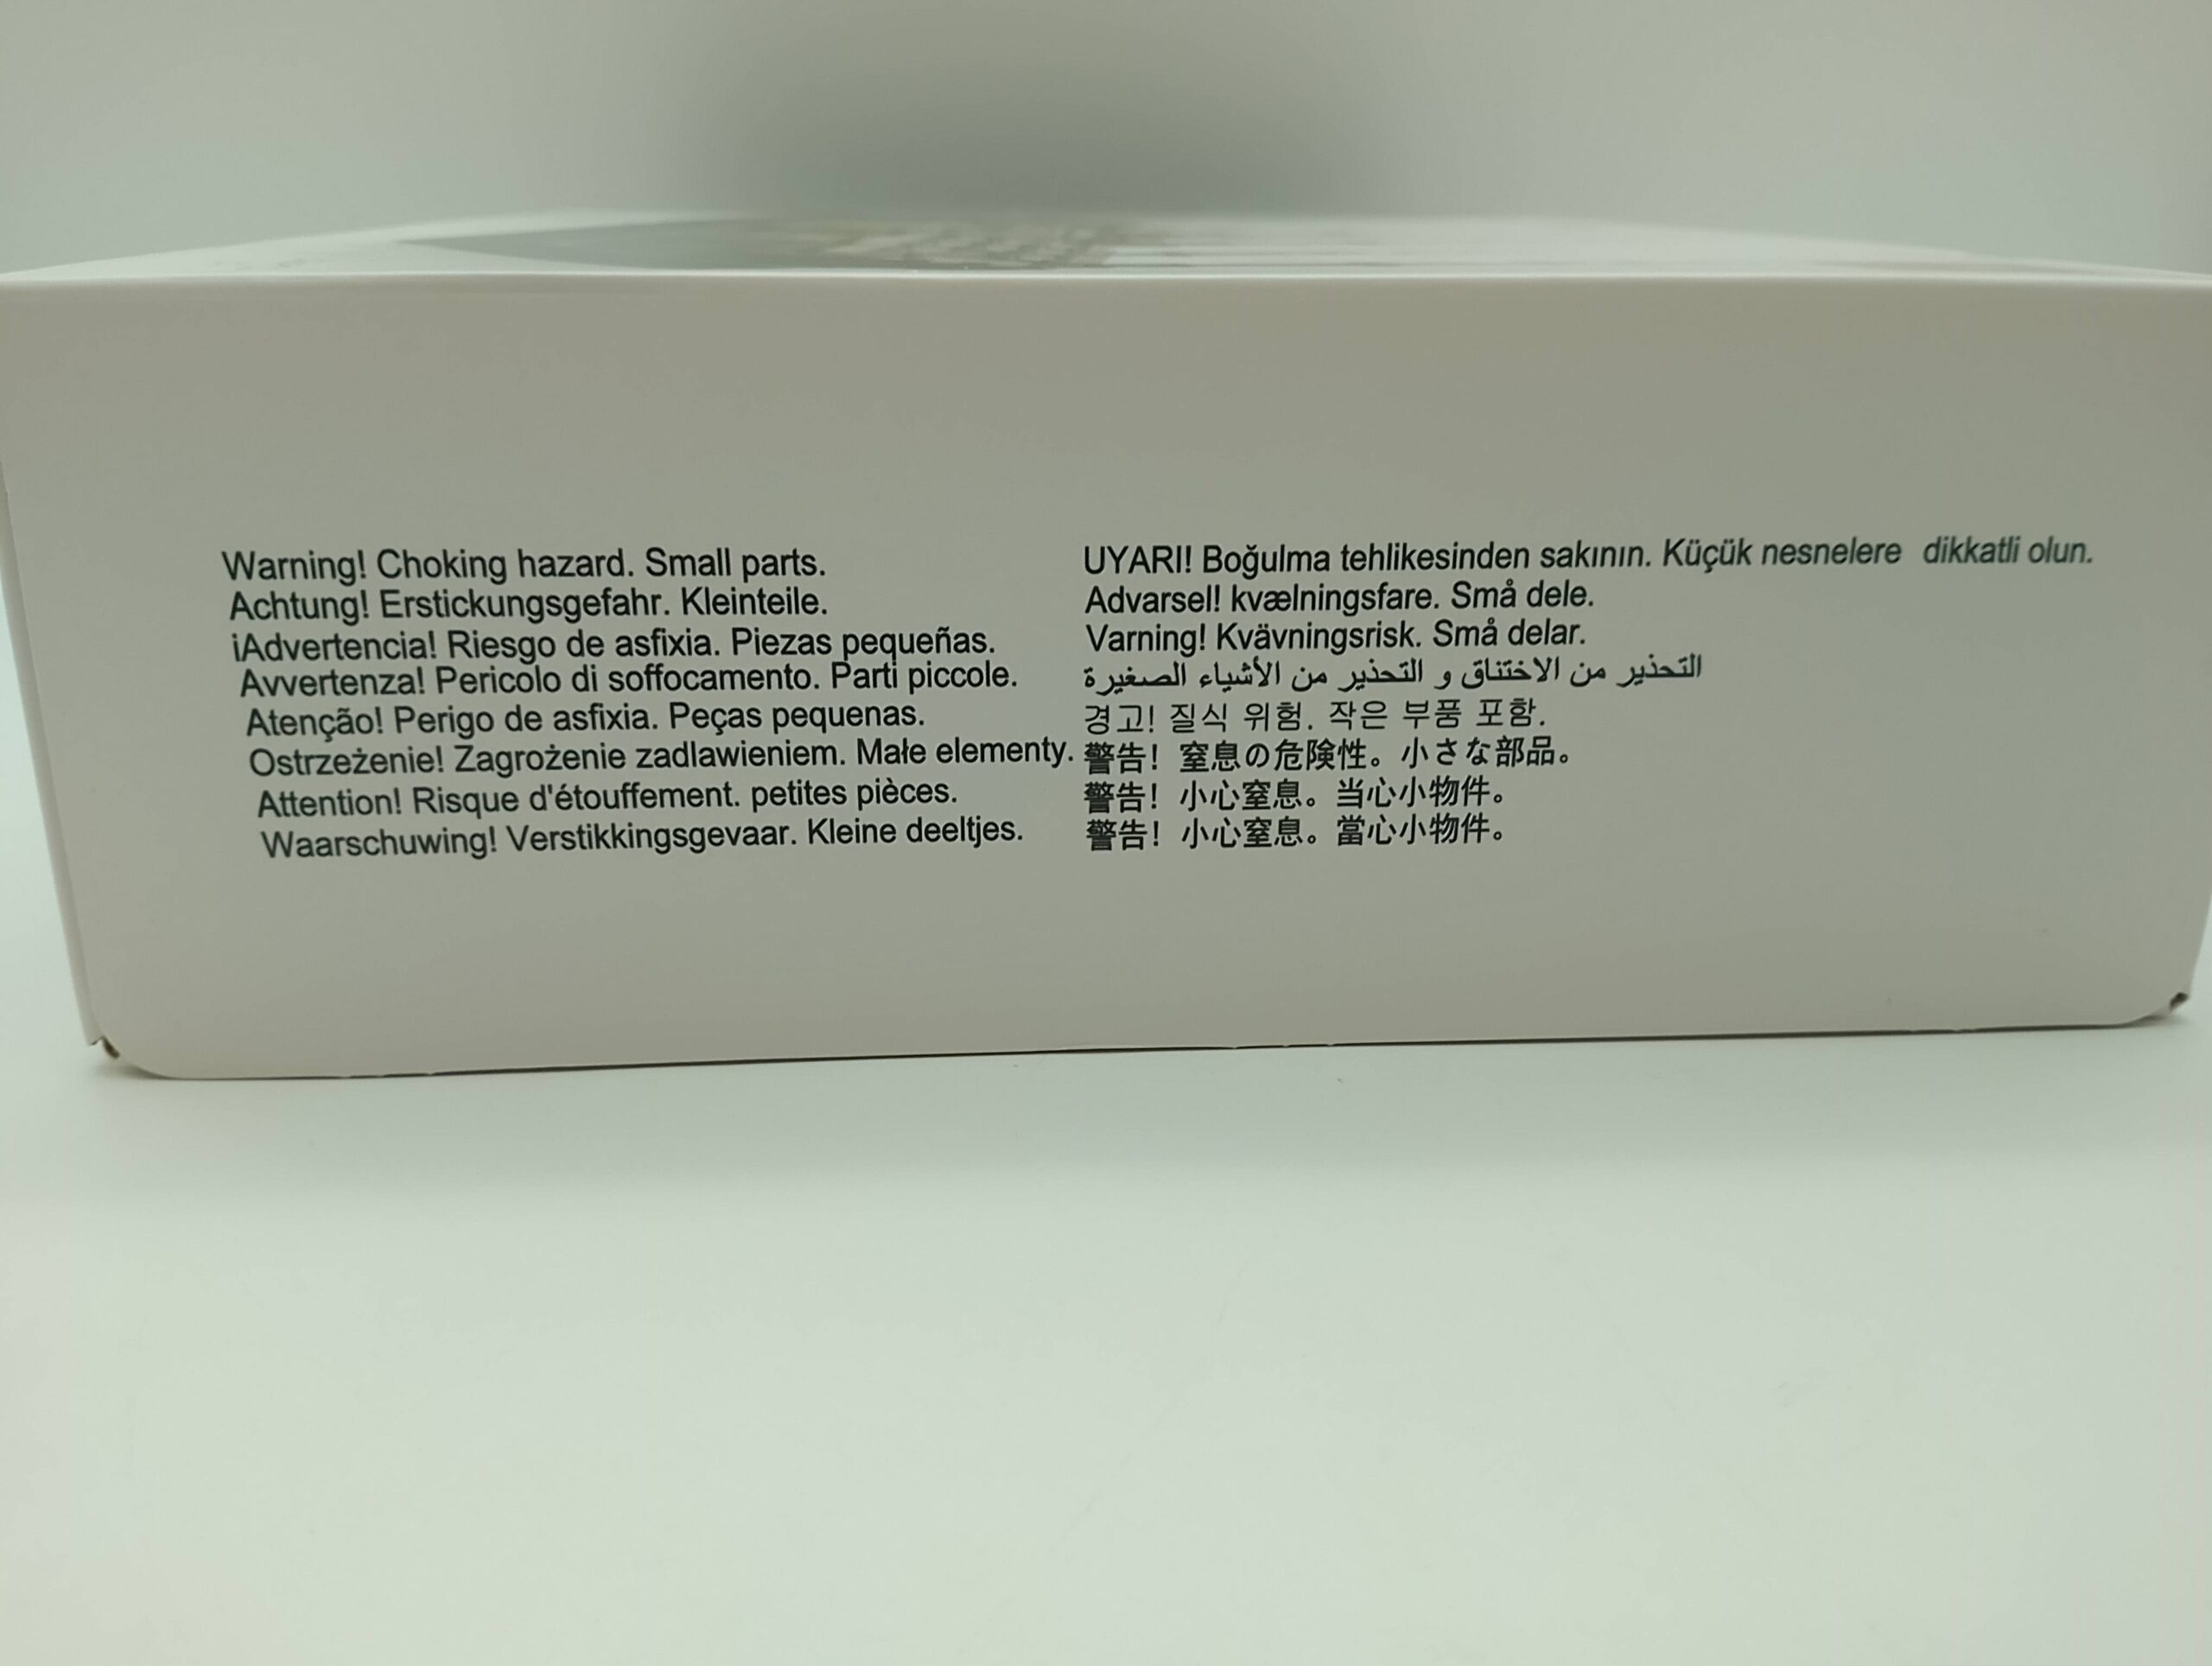 Warning! Choking hazard. Small parts.
Achtung! Erstickungsgefahr. Kleinteile.
¡Advertencia! Riesgo de asfixia. Piezas pequeñas.
Avvertenza! Pericolo di soffocamento. Parti piccole.
Atenção! Perigo de asfixia. Peças pequenas.
Ostrzeżenie! Zagrożenie zadlawieniem. Małe elementy.
Attention! Risque d'étouffement. petites pièces.
Waarschuwing! Verstikkingsgevaar. Kleine deeltjes.
UYARI! Boğulma tehlikesinden sakının. Küçük nesnelere dikkatli olun.
Advarsel! kvælningsfare. Små dele.
Varning! Kvävningsrisk. Små delar.
التحذير من الاختناق و التحذير من الأشياء الصغيرة
경고! 질식 위험. 작은 부품 포함.
警告！窒息の危険性。小さな部品。
警告！小心窒息。当心小物件。
警告！小心窒息。當心小物件。